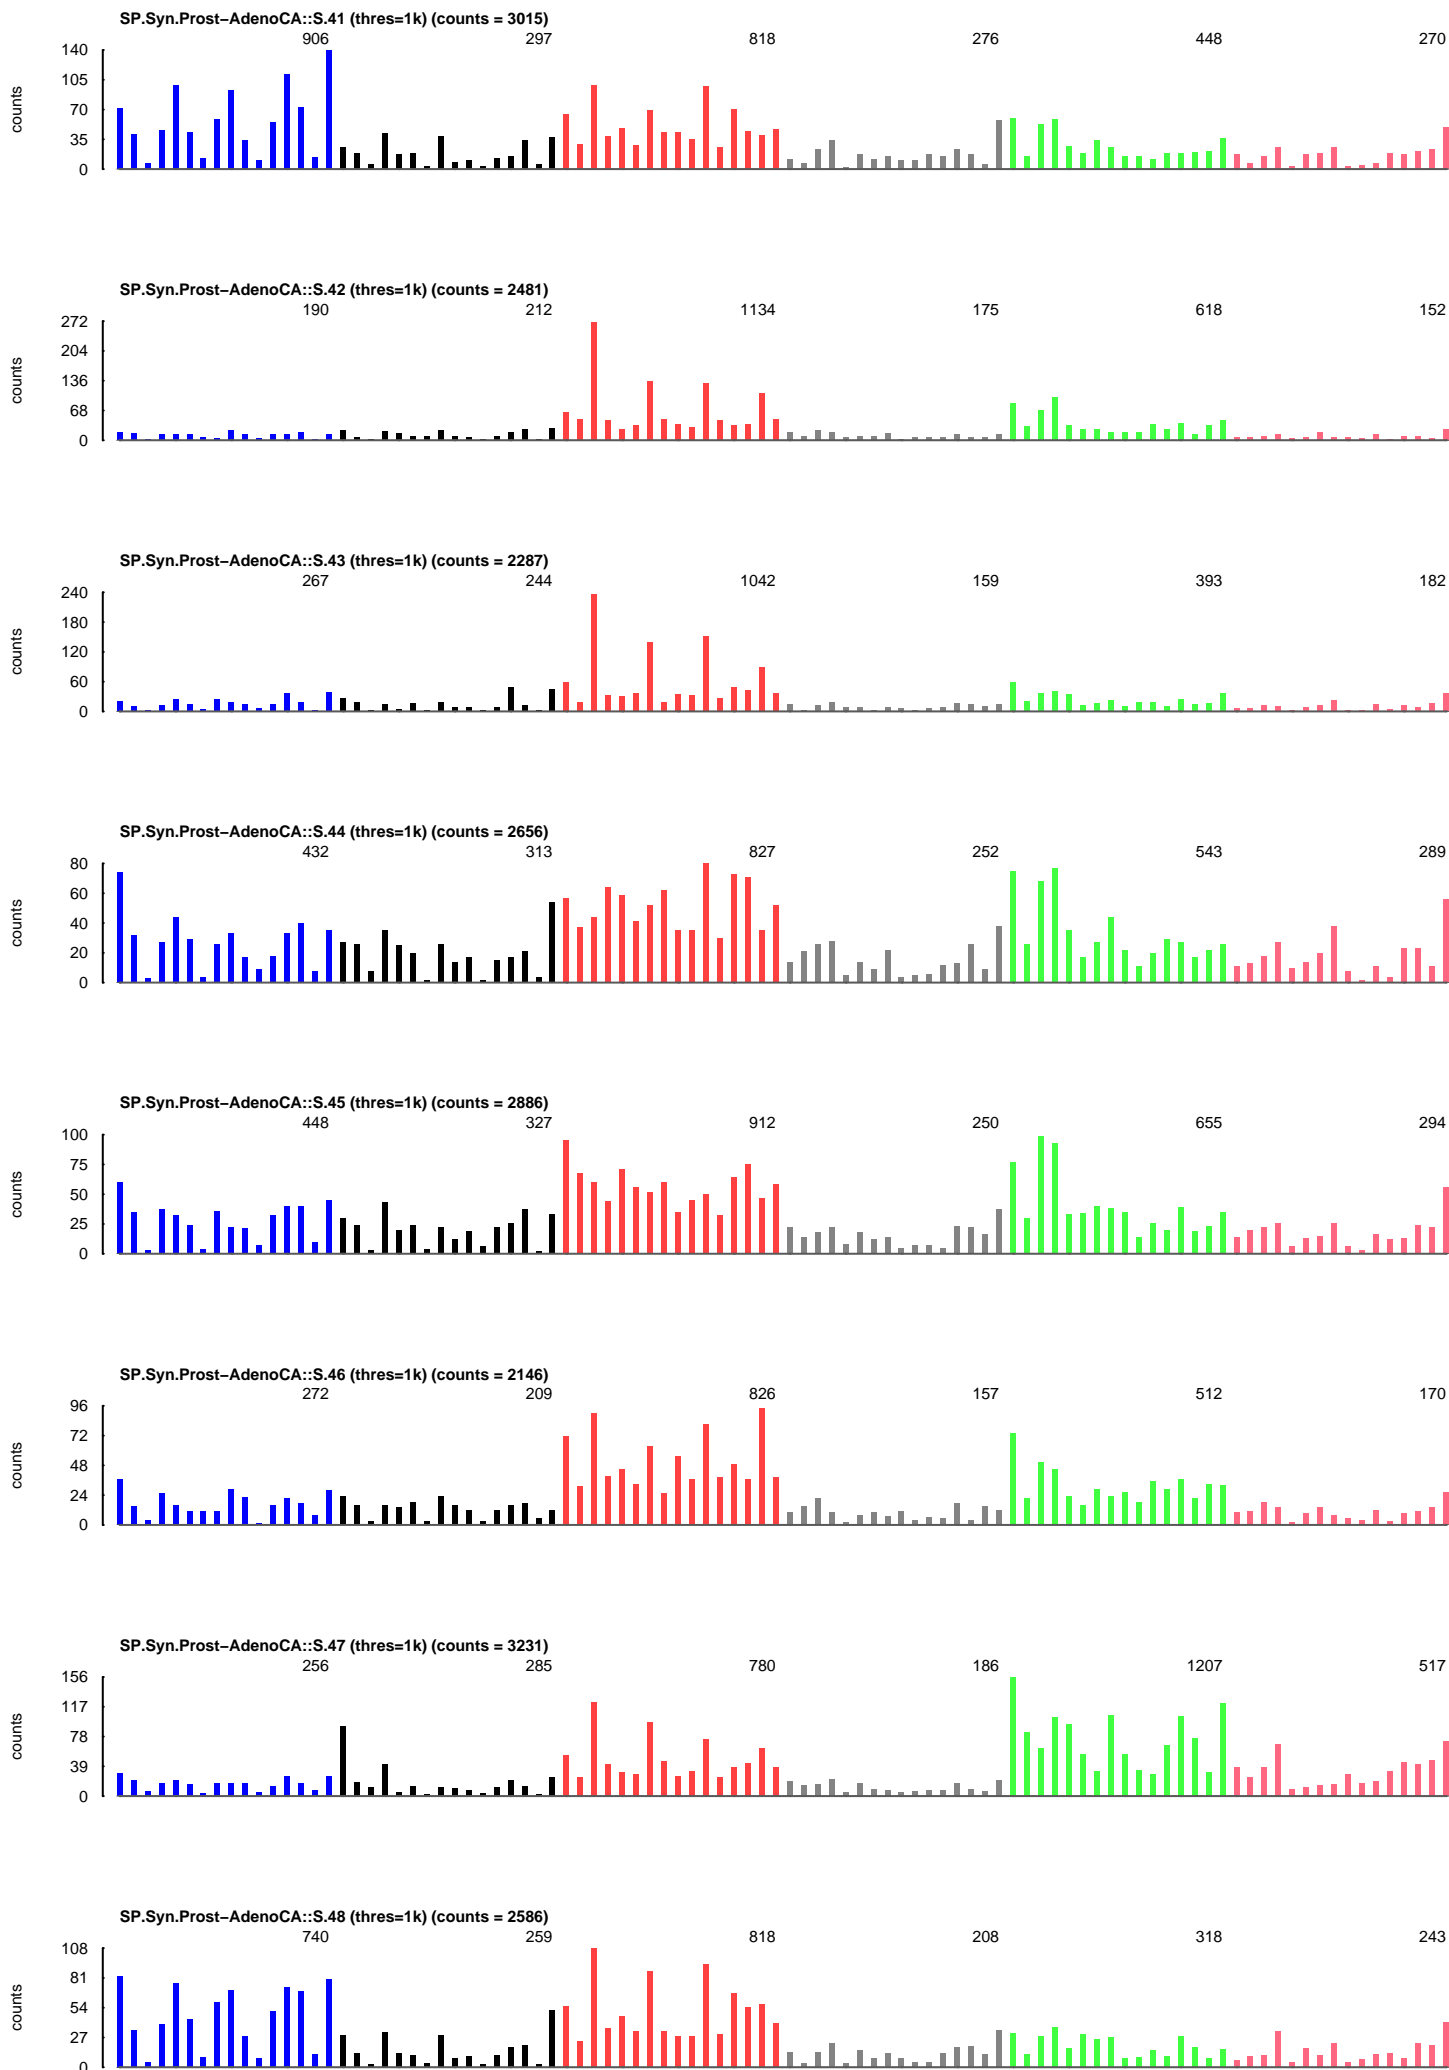 SP.Syn.Prost−AdenoCA::S.41 (thres=1k) (counts = 3015)
906 297 818 276 448 270
140
105
70
35
0
counts
SP.Syn.Prost−AdenoCA::S.42 (thres=1k) (counts = 2481)
190 212 1134 175 618 152
272
204
136
68
0
counts
SP.Syn.Prost−AdenoCA::S.43 (thres=1k) (counts = 2287)
267 244 1042 159 393 182
240
180
120
60
0
counts
SP.Syn.Prost−AdenoCA::S.44 (thres=1k) (counts = 2656)
432 313 827 252 543 289
80
60
40
20
0
counts
SP.Syn.Prost−AdenoCA::S.45 (thres=1k) (counts = 2886)
448 327 912 250 655 294
100
75
50
25
0
counts
SP.Syn.Prost−AdenoCA::S.46 (thres=1k) (counts = 2146)
272 209 826 157 512 170
96
72
48
24
0
counts
SP.Syn.Prost−AdenoCA::S.47 (thres=1k) (counts = 3231)
256 285 780 186 1207 517
156
117
78
39
0
counts
SP.Syn.Prost−AdenoCA::S.48 (thres=1k) (counts = 2586)
740 259 818 208 318 243
108
81
54
27
0
counts